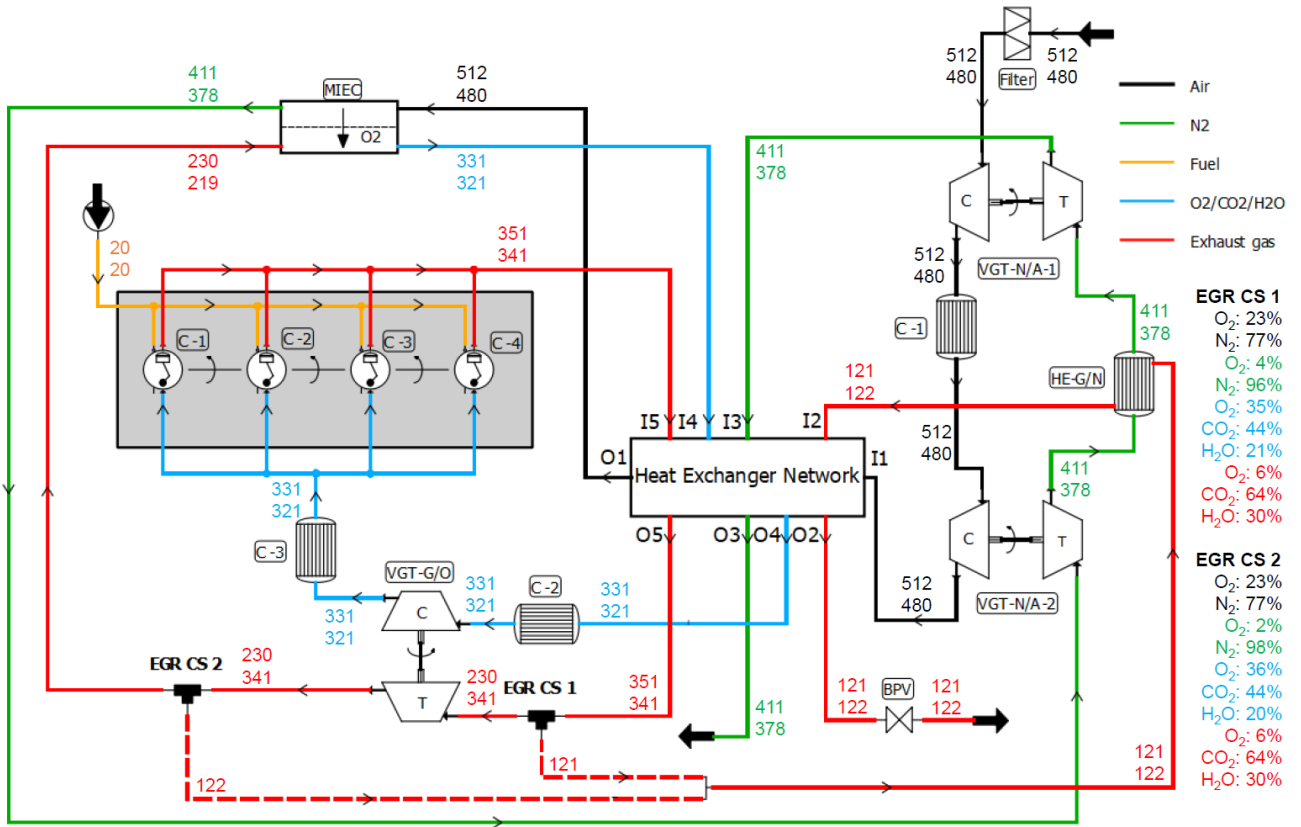 512
480
Filter
512
480
411
378
MIEC
O2
512
480
Air
N2
Fuel
O2/CO2/H2O
Exhaust gas
230
219
331
321
411
378
C
T
VGT-N/A-1
20
20
351
341
512
480
C-1
C-1
C-2
C-3
C-4
411
378
HE-G/N
121
122
I5
I4
I3
I2
I1
O1
Heat Exchanger Network
O5
O3
O4
O2
512
480
411
378
C
T
VGT-N/A-2
512
480
331
321
C-3
VGT-G/O
C
331
321
331
321
C-2
331
321
EGR CS 2
230
341
T
230
341
EGR CS 1
351
341
411
378
121
122
BPV
121
122
121
122
121
122
EGR CS 1
O₂: 23%
N₂: 77%
O₂: 4%
N₂: 96%
O₂: 35%
CO₂: 44%
H₂O: 21%
O₂: 6%
CO₂: 64%
H₂O: 30%
EGR CS 2
O₂: 23%
N₂: 77%
O₂: 2%
N₂: 98%
O₂: 36%
CO₂: 44%
H₂O: 20%
O₂: 6%
CO₂: 64%
H₂O: 30%